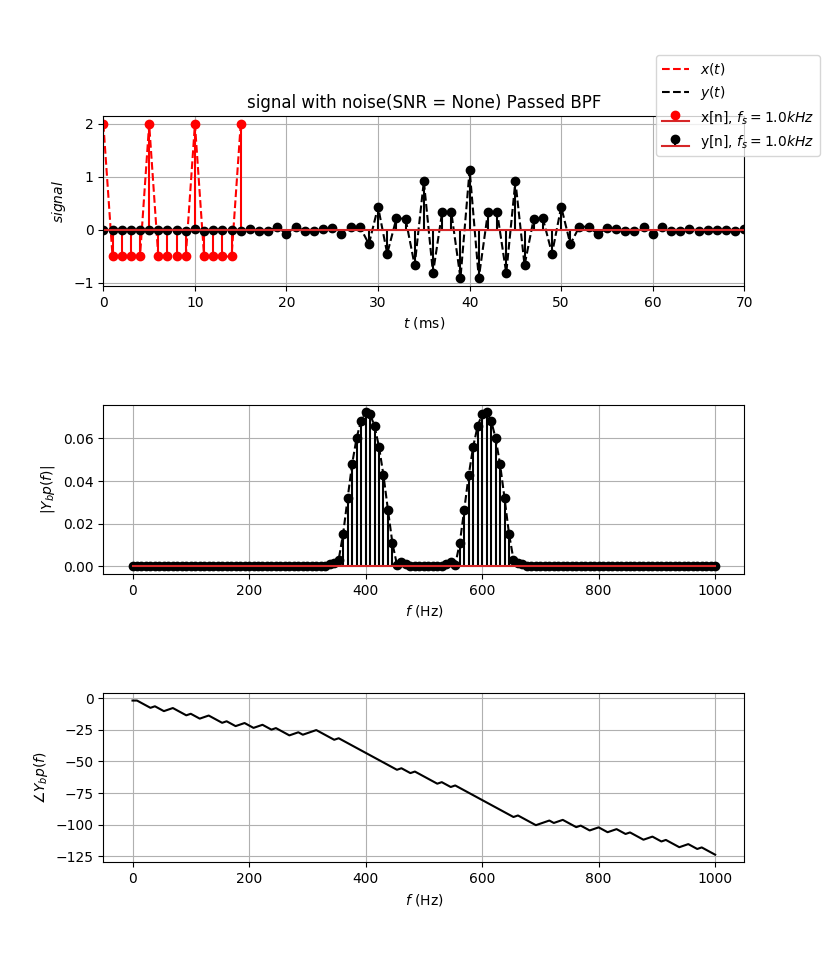 x(t)
y(t)
signal with noise(SNR = None) Passed BPF
x[n], f_s = 1.0kHz
y[n], f_s = 1.0kHz
2
1
0
−1
signal
0 10 20 30 40 50 60 70
t (ms)
0.06
0.04
0.02
0.00
|Y_bp(f)|
0 200 400 600 800 1000
f (Hz)
0
−25
−50
−75
−100
−125
∠Y_bp(f)
0 200 400 600 800 1000
f (Hz)